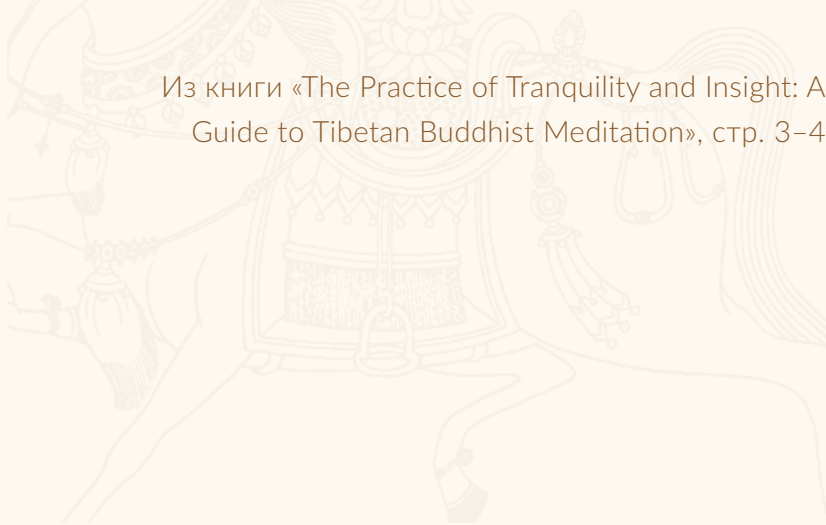 Из книги «The Practice of Tranquility and Insight: A
Guide to Tibetan Buddhist Meditation», стр. 3–4